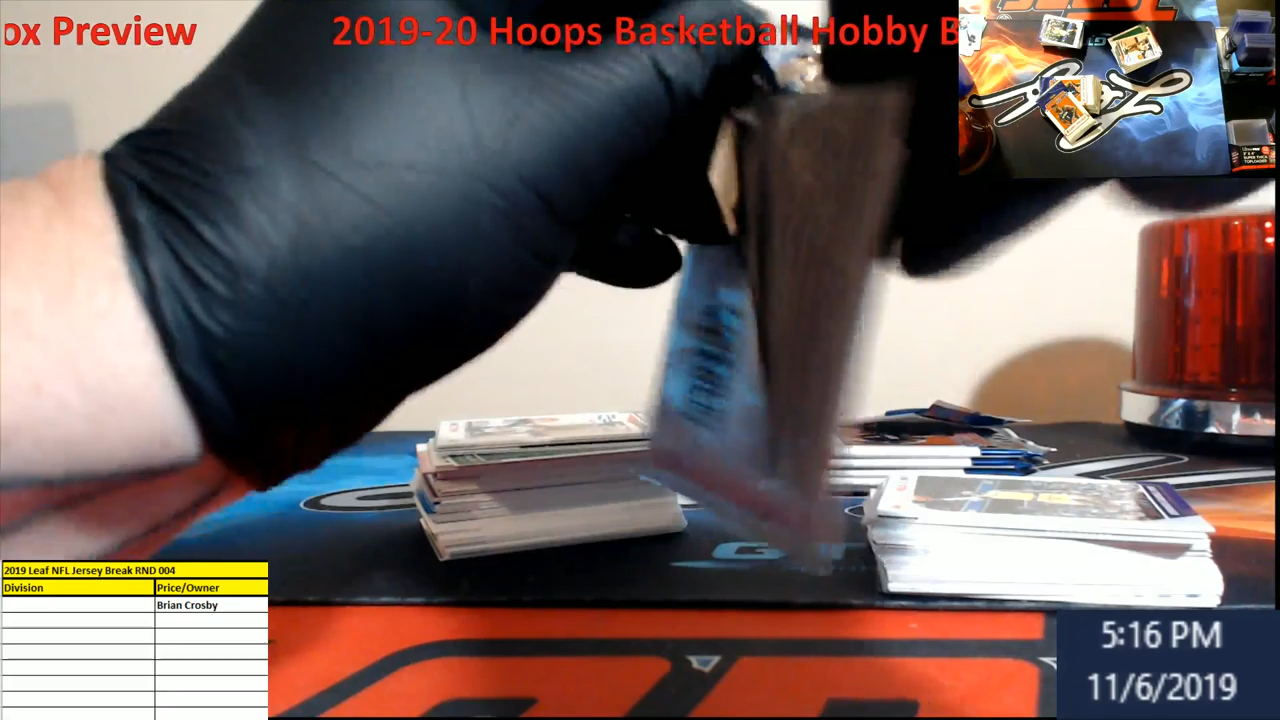 ox Preview
2019-20 Hoops Basketball Hobby B
2019 Leaf NFL Jersey Break RND 004
Division Price/Owner
Brian Crosby
5:16 PM
11/6/2019